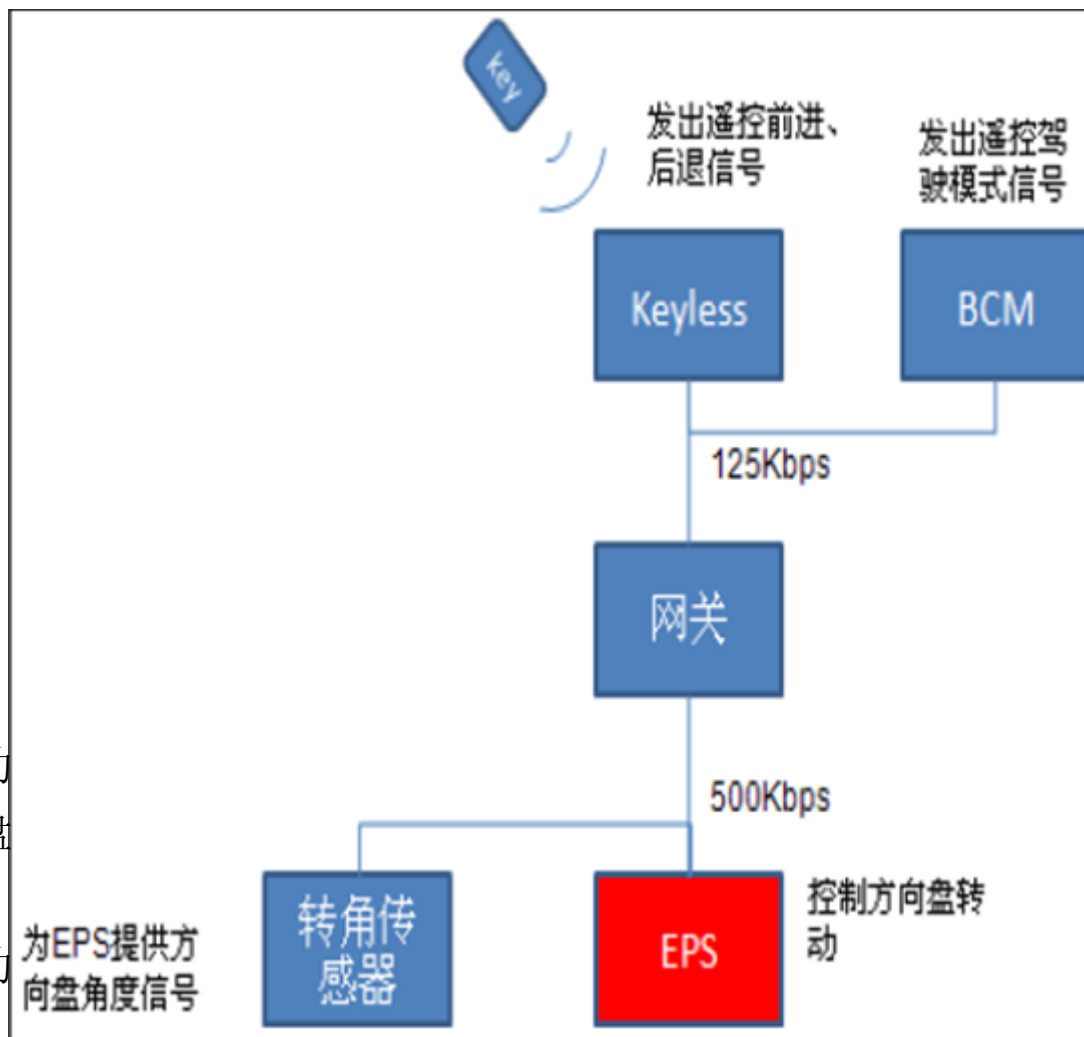 key
发出遥控前进、
后退信号
发出遥控驾
驶模式信号
Keyless
BCM
125Kbps
网关
500Kbps
转角传
感器
为EPS提供方
向盘角度信号
EPS
控制方向盘转
动